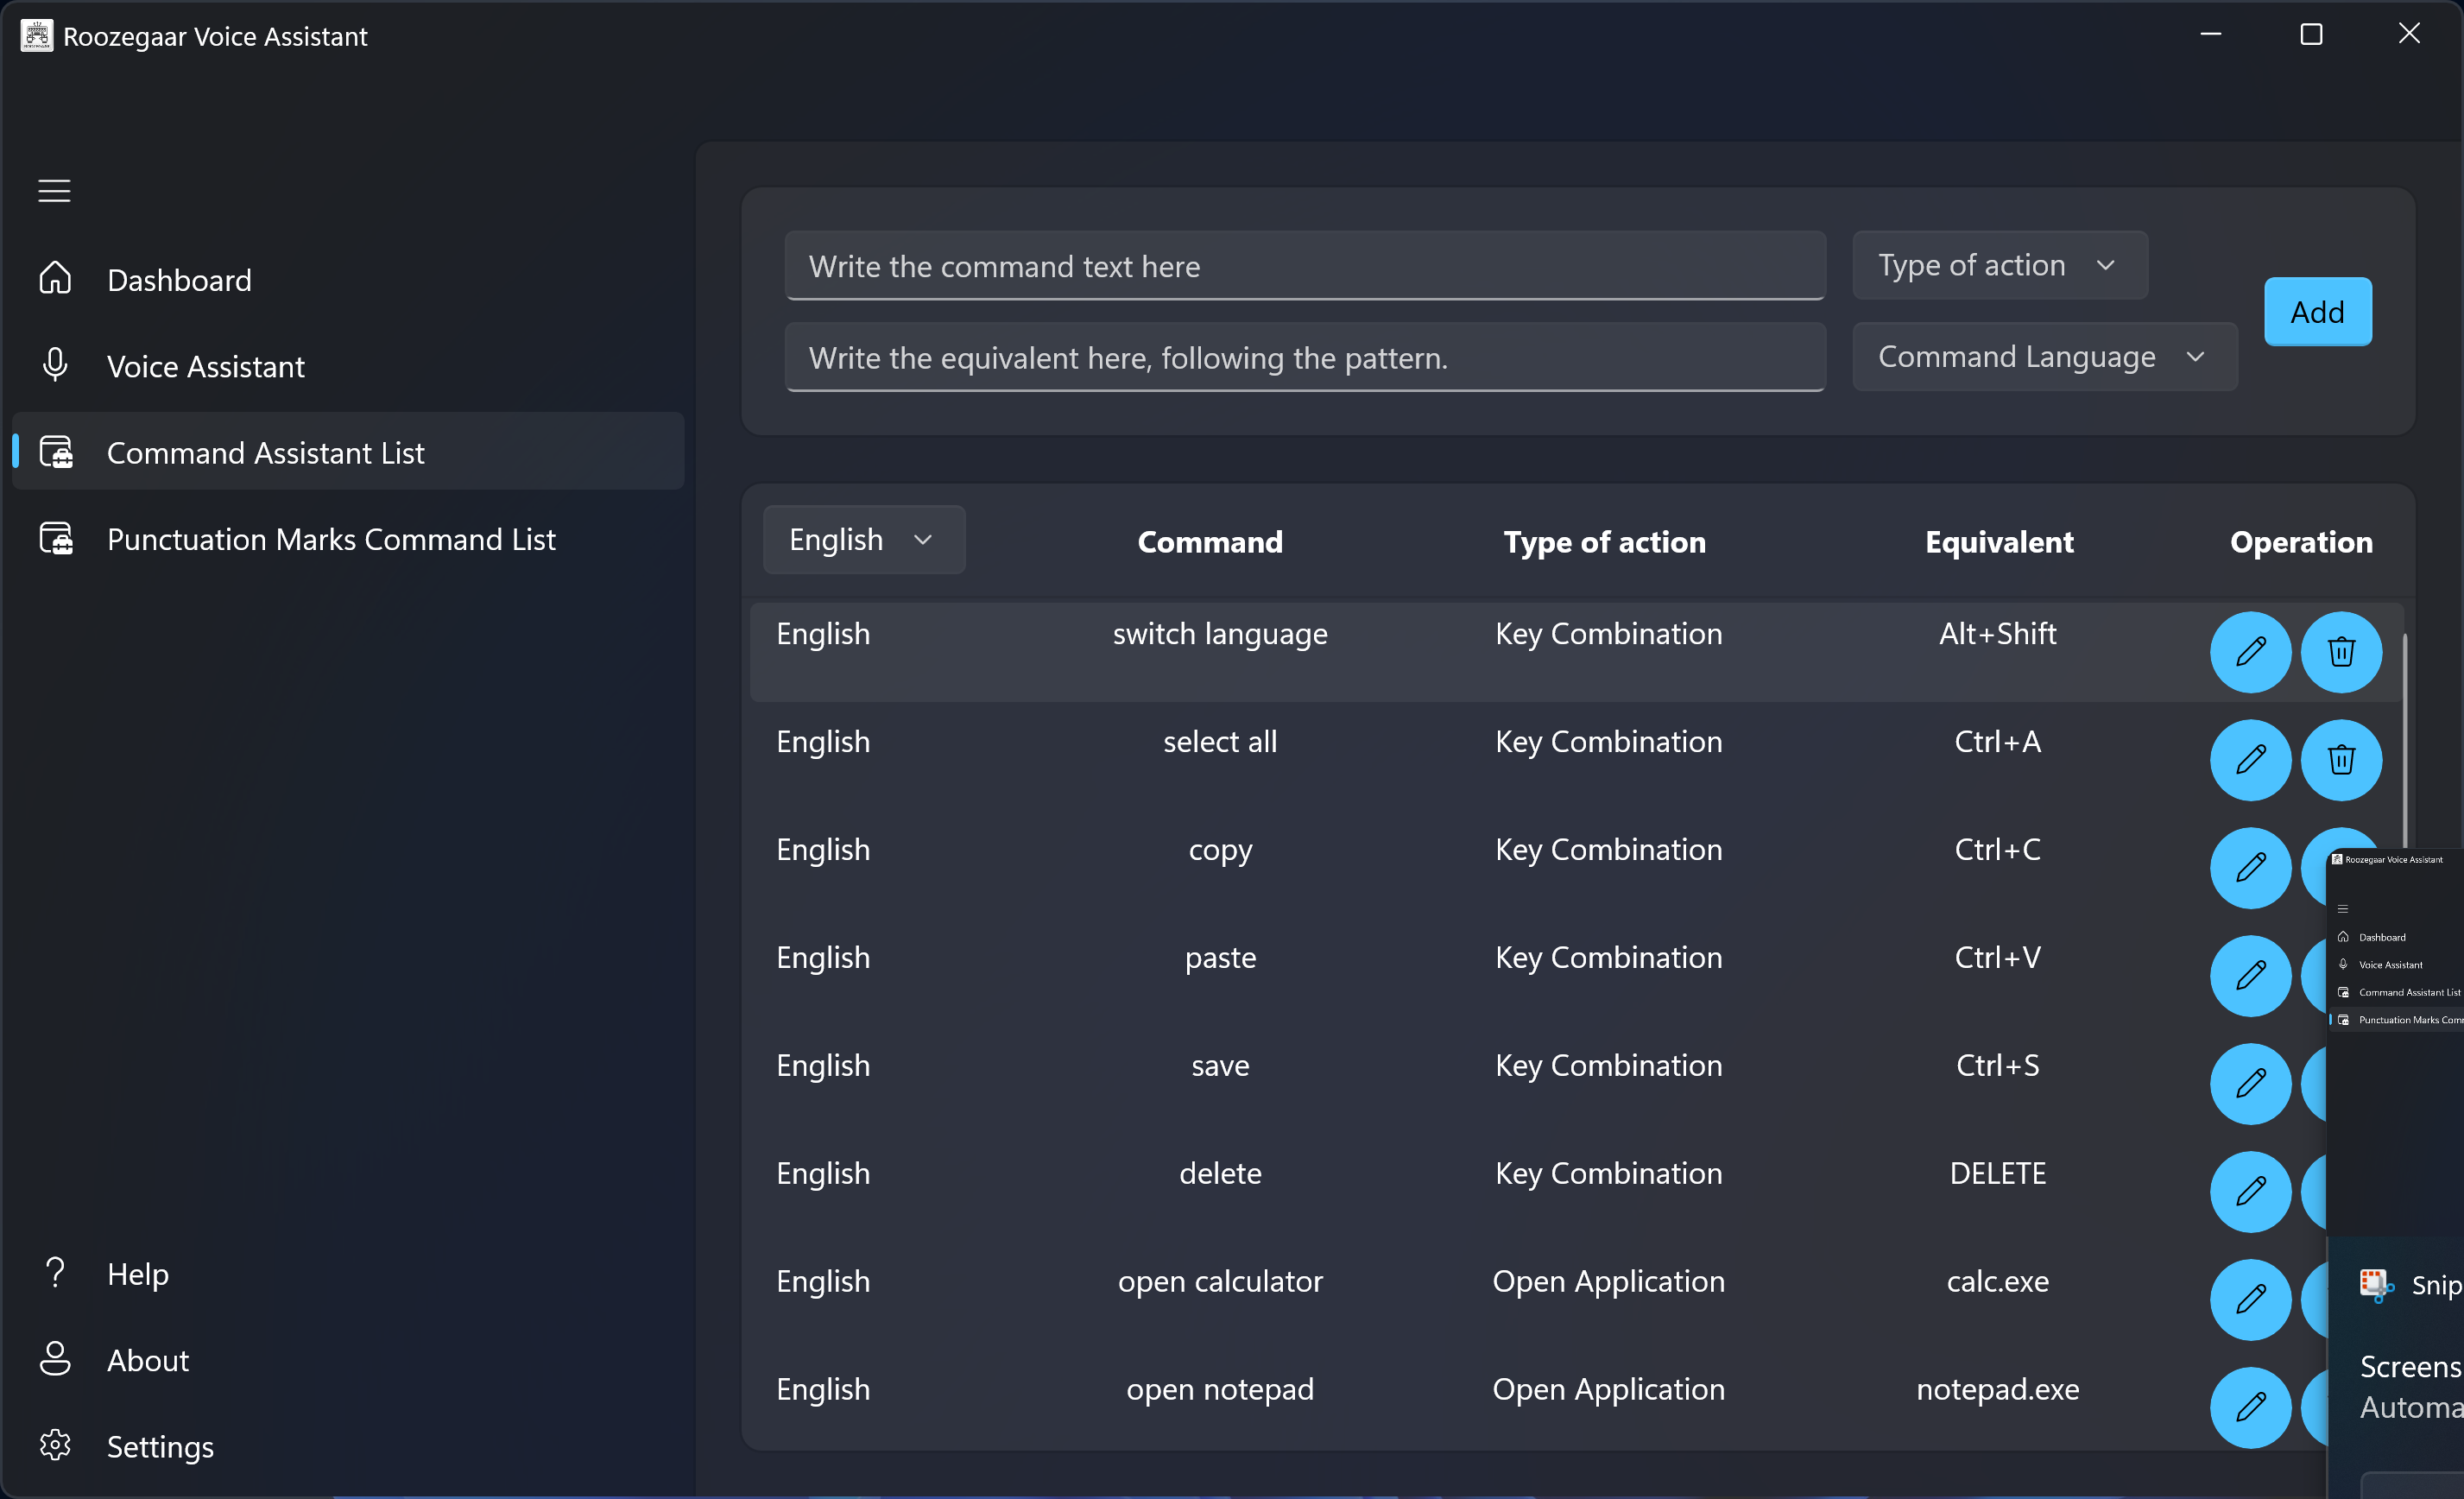 Roozegaar Voice Assistant
Dashboard
Voice Assistant
Command Assistant List
Punctuation Marks Command List
Help
About
Settings
Write the command text here
Type of action
Write the equivalent here, following the pattern.
Command Language
Add
English Command Type of action Equivalent Operation
English switch language Key Combination Alt+Shift
English select all Key Combination Ctrl+A
English copy Key Combination Ctrl+C
English paste Key Combination Ctrl+V
English save Key Combination Ctrl+S
English delete Key Combination DELETE
English open calculator Open Application calc.exe
English open notepad Open Application notepad.exe
Roozegaar Voice Assistant
Dashboard
Voice Assistant
Command Assistant List
Punctuation Marks
Snip
Screens
Automa